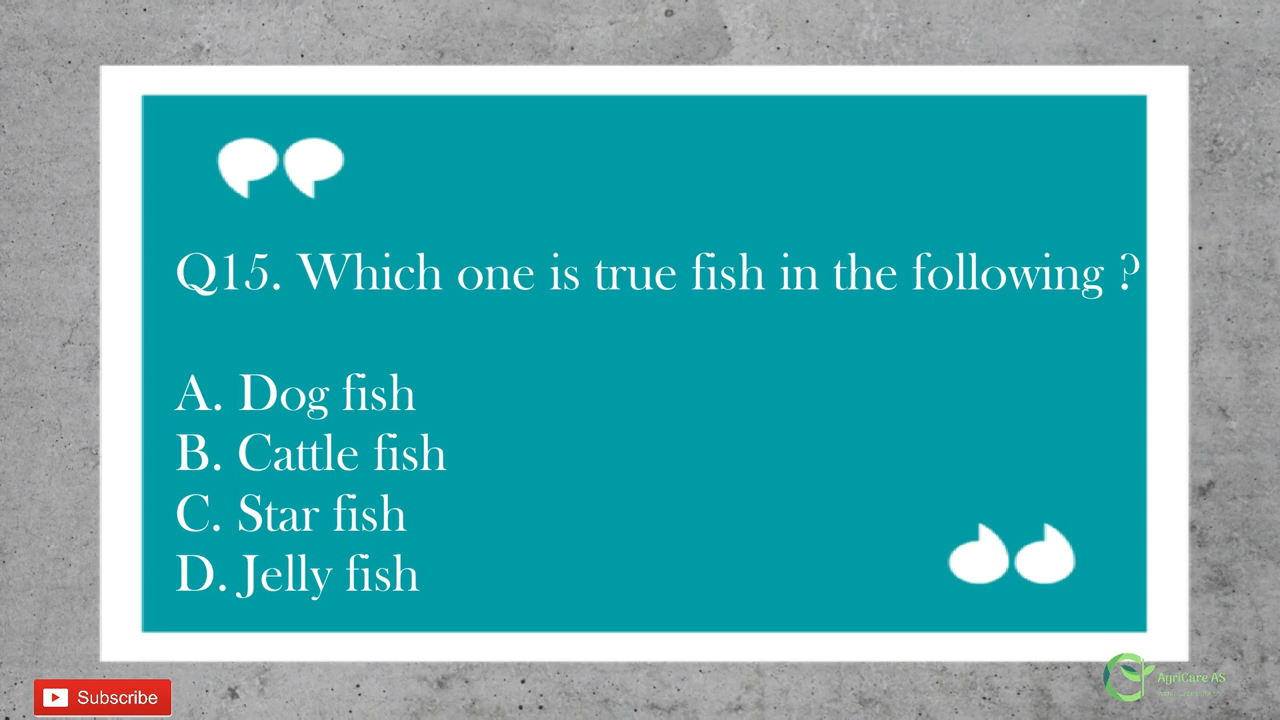 Q15. Which one is true fish in the following ?
A. Dog fish
B. Cattle fish
C. Star fish
D. Jelly fish
Subscribe
AgriCare AS